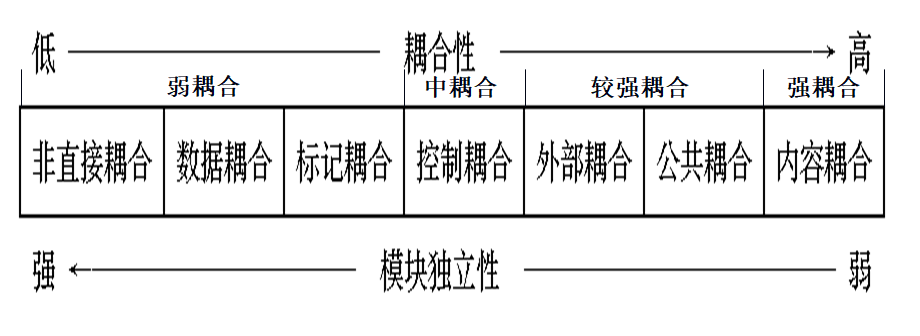 低 耦合性 高
弱耦合 中耦合 较强耦合 强耦合
非直接耦合 数据耦合 标记耦合 控制耦合 外部耦合 公共耦合 内容耦合
强 模块独立性 弱